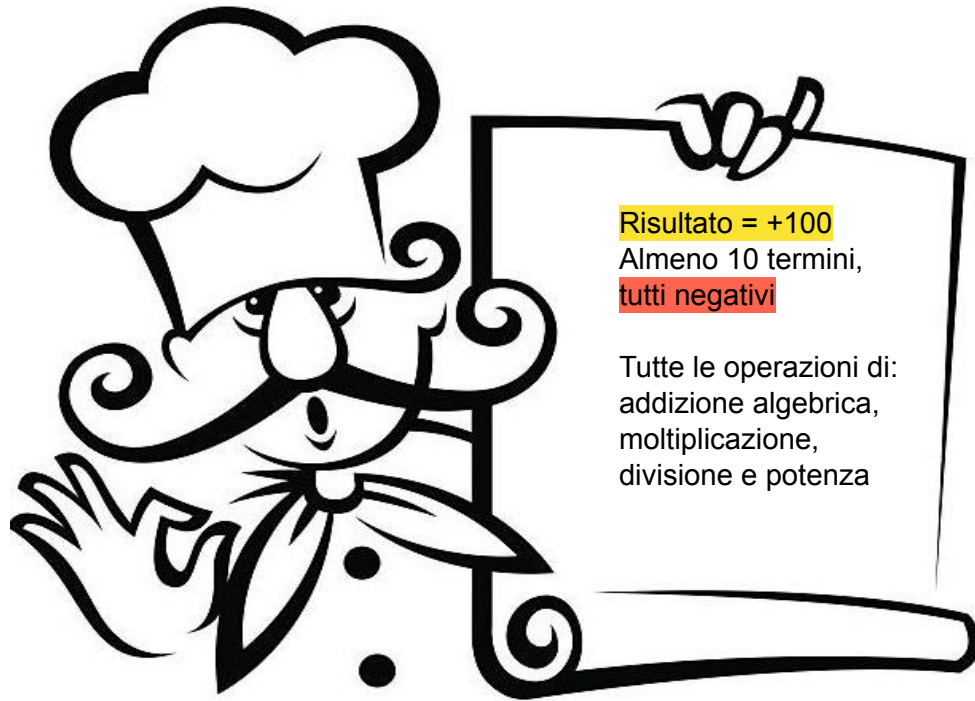 Risultato = +100
Almeno 10 termini,
tutti negativi
Tutte le operazioni di:
addizione algebrica,
moltiplicazione,
divisione e potenza